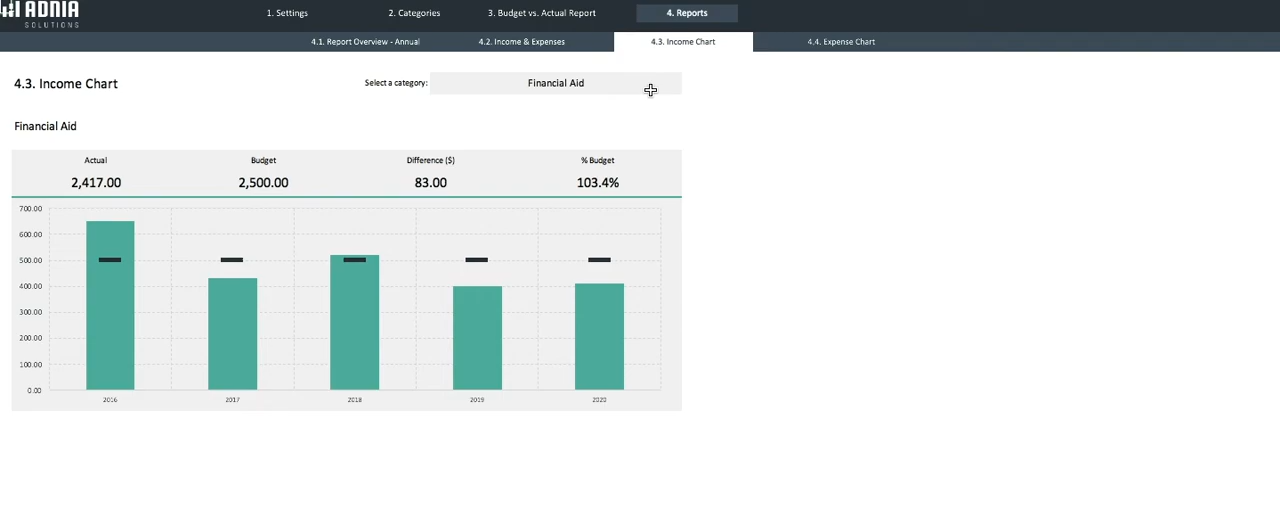 ADNIA
SOLUTIONS
1. Settings
2. Categories
3. Budget vs. Actual Report
4. Reports
4.1. Report Overview - Annual
4.2. Income & Expenses
4.3. Income Chart
4.4. Expense Chart
4.3. Income Chart
Select a category:
Financial Aid
Financial Aid
Actual
Budget
Difference ($)
% Budget
2,417.00
2,500.00
83.00
103.4%
700.00
600.00
500.00
400.00
300.00
200.00
100.00
0.00
2016
2017
2018
2019
2020